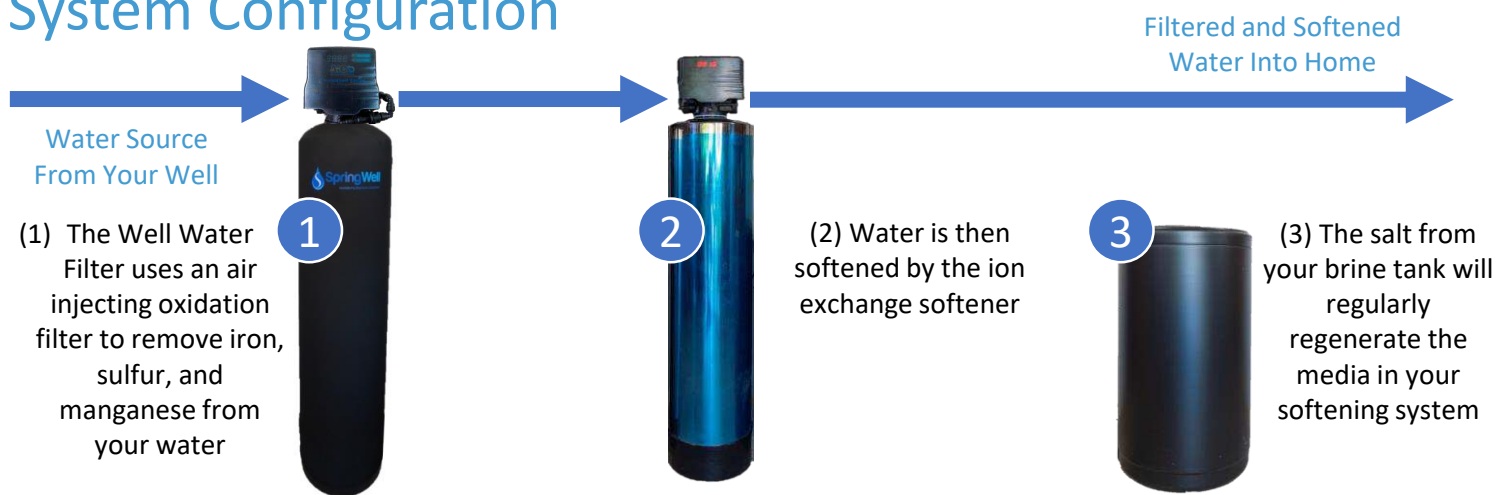 System Configuration
Filtered and Softened
Water Into Home
Water Source
From Your Well
SpringWell
1
(1) The Well Water
Filter uses an air
injecting oxidation
filter to remove iron,
sulfur, and
manganese from
your water
2
(2) Water is then
softened by the ion
exchange softener
3
(3) The salt from
your brine tank will
regularly
regenerate the
media in your
softening system